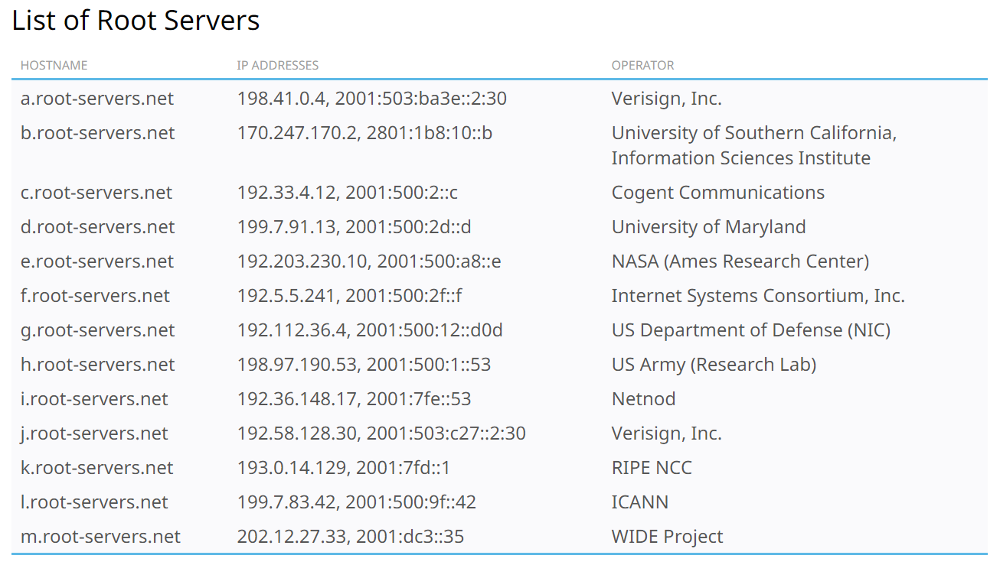 List of Root Servers
HOSTNAME IP ADDRESSES OPERATOR
a.root-servers.net 198.41.0.4, 2001:503:ba3e::2:30 Verisign, Inc.
b.root-servers.net 170.247.170.2, 2801:1b8:10::b University of Southern California,
Information Sciences Institute
c.root-servers.net 192.33.4.12, 2001:500:2::c Cogent Communications
d.root-servers.net 199.7.91.13, 2001:500:2d::d University of Maryland
e.root-servers.net 192.203.230.10, 2001:500:a8::e NASA (Ames Research Center)
f.root-servers.net 192.5.5.241, 2001:500:2f::f Internet Systems Consortium, Inc.
g.root-servers.net 192.112.36.4, 2001:500:12::d0d US Department of Defense (NIC)
h.root-servers.net 198.97.190.53, 2001:500:1::53 US Army (Research Lab)
i.root-servers.net 192.36.148.17, 2001:7fe::53 Netnod
j.root-servers.net 192.58.128.30, 2001:503:c27::2:30 Verisign, Inc.
k.root-servers.net 193.0.14.129, 2001:7fd::1 RIPE NCC
l.root-servers.net 199.7.83.42, 2001:500:9f::42 ICANN
m.root-servers.net 202.12.27.33, 2001:dc3::35 WIDE Project